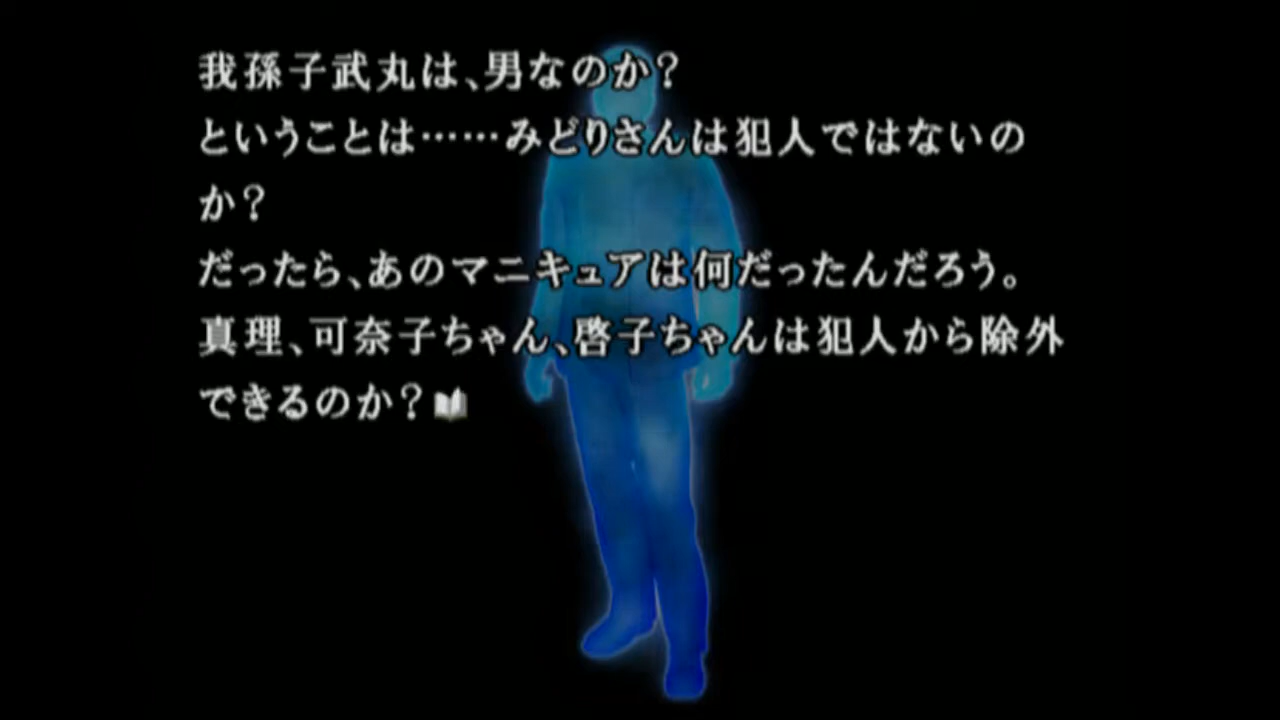 我孫子武丸は、男なのか？
ということは……みどりさんは犯人ではないの
か？
だったら、あのマニキュアは何だったんだろう。
真理、可奈子ちゃん、啓子ちゃんは犯人から除外
できるのか？